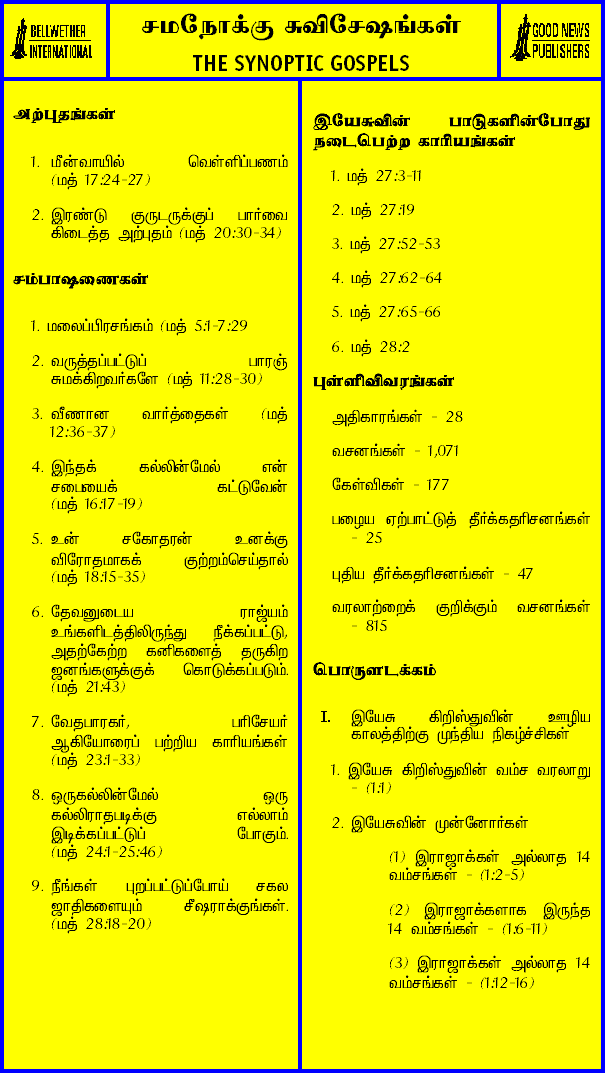 BELLWETHER
INTERNATIONAL
சமநோக்கு சுவிசேஷங்கள்
THE SYNOPTIC GOSPELS
GOOD NEWS
PUBLISHERS
அற்புதங்கள்
1. மீன்வாயில் வெள்ளிப்பணம்
(மத் 17:24-27)
2. இரண்டு குருடருக்குப் பார்வை
கிடைத்த அற்புதம் (மத் 20:30-34)
சம்பாஷணைகள்
1. மலைப்பிரசங்கம் (மத் 5:1-7:29
2. வருத்தப்பட்டுப் பாரஞ்
சுமக்கிறவர்களே (மத் 11:28-30)
3. வீணான வார்த்தைகள் (மத்
12:36-37)
4. இந்தக் கல்லின்மேல் என்
சபையைக் கட்டுவேன்
(மத் 16:17-19)
5. உன் சகோதரன் உனக்கு
விரோதமாகக் குற்றம்செய்தால்
(மத் 18:15-35)
6. தேவனுடைய ராஜ்யம்
உங்களிடத்திலிருந்து நீக்கப்பட்டு,
அதற்கேற்ற கனிகளைத் தருகிற
ஜனங்களுக்குக் கொடுக்கப்படும்.
(மத் 21:43)
7. வேதபாரகர், பரிசேயர்
ஆகியோரைப் பற்றிய காரியங்கள்
(மத் 23:1-33)
8. ஒருகல்லின்மேல் ஒரு
கல்லிராதபடிக்கு எல்லாம்
இடிக்கப்பட்டுப் போகும்.
(மத் 24:1-25:46)
9. நீங்கள் புறப்பட்டுப்போய் சகல
ஜாதிகளையும் சீஷராக்குங்கள்.
(மத் 28:18-20)
இயேசுவின் பாடுகளின்போது
நடைபெற்ற காரியங்கள்
1. மத் 27:3-11
2. மத் 27:19
3. மத் 27:52-53
4. மத் 27:62-64
5. மத் 27:65-66
6. மத் 28:2
புள்ளிவிவரங்கள்
அதிகாரங்கள் - 28
வசனங்கள் - 1,071
கேள்விகள் - 177
பழைய ஏற்பாட்டுத் தீர்க்கதரிசனங்கள்
- 25
புதிய தீர்க்கதரிசனங்கள் - 47
வரலாற்றைக் குறிக்கும் வசனங்கள்
- 815
பொருளடக்கம்
I. இயேசு கிறிஸ்துவின் ஊழிய
காலத்திற்கு முந்திய நிகழ்ச்சிகள்
1. இயேசு கிறிஸ்துவின் வம்ச வரலாறு
- (1:1)
2. இயேசுவின் முன்னோர்கள்
(1) இராஜாக்கள் அல்லாத 14
வம்சங்கள் - (1:2-5)
(2) இராஜாக்களாக இருந்த
14 வம்சங்கள் - (1:6-11)
(3) இராஜாக்கள் அல்லாத 14
வம்சங்கள் - (1:12-16)